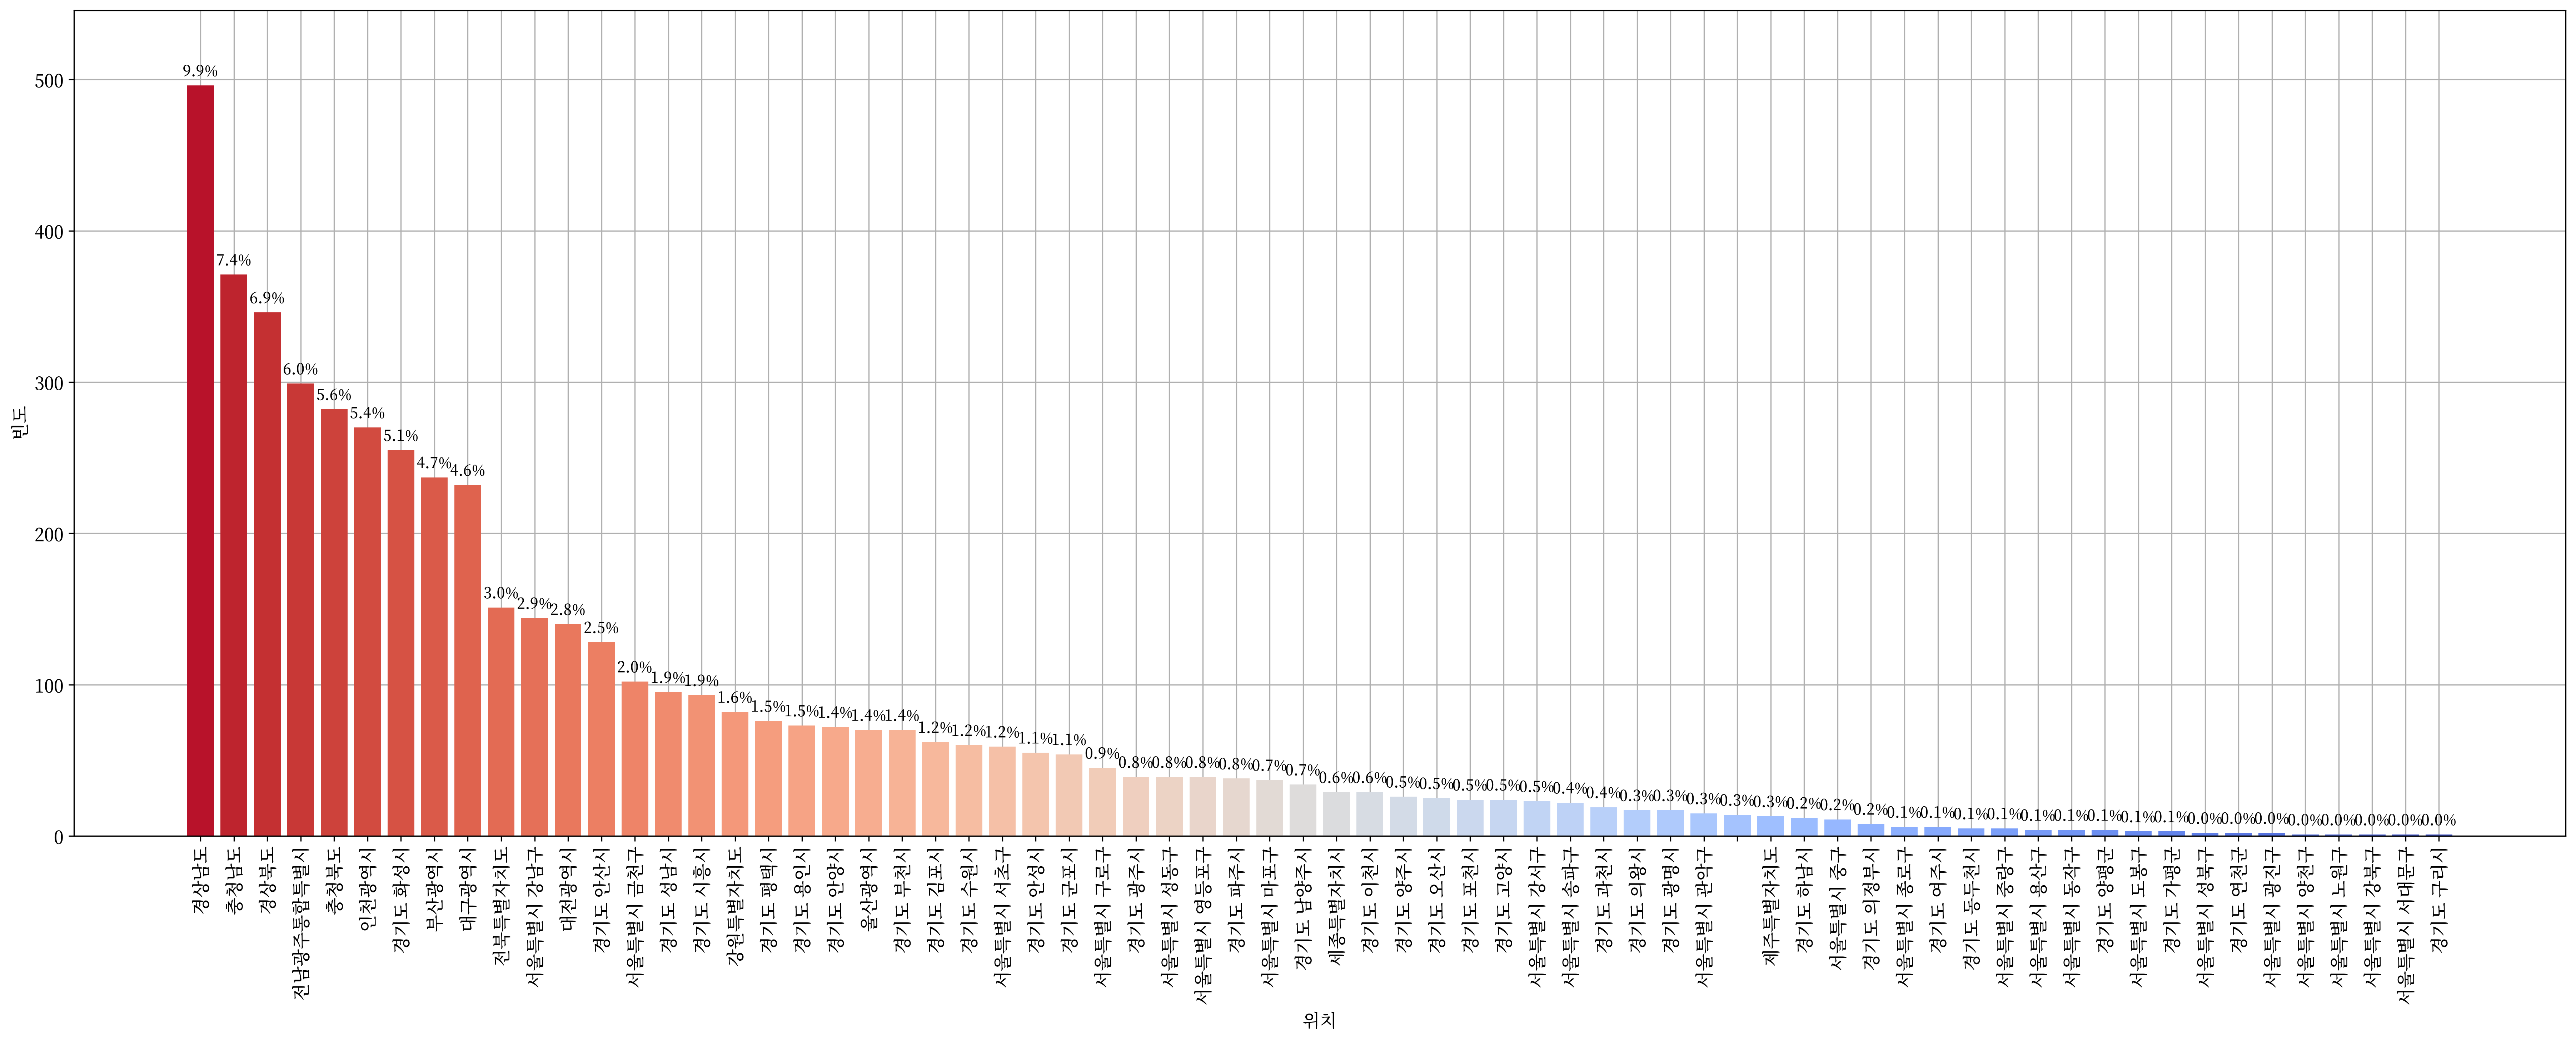 빈도
500
400
300
200
100
0
9.9%
7.4%
6.9%
6.0%
5.6%
5.4%
5.1%
4.7%
4.6%
3.0%
2.9%
2.8%
2.5%
2.0%
1.9%
1.9%
1.6%
1.5%
1.5%
1.4%
1.4%
1.4%
1.2%
1.2%
1.2%
1.1%
1.1%
0.9%
0.8%
0.8%
0.8%
0.8%
0.7%
0.7%
0.6%
0.6%
0.5%
0.5%
0.5%
0.5%
0.5%
0.4%
0.4%
0.3%
0.3%
0.3%
0.3%
0.3%
0.2%
0.2%
0.2%
0.1%
0.1%
0.1%
0.1%
0.1%
0.1%
0.1%
0.1%
0.1%
0.0%
0.0%
0.0%
0.0%
0.0%
0.0%
0.0%
0.0%
경상남도
충청남도
경상북도
전남광주통합특별시
충청북도
인천광역시
경기도 화성시
부산광역시
대구광역시
전북특별자치도
서울특별시 강남구
대전광역시
경기도 안산시
서울특별시 금천구
경기도 성남시
경기도 시흥시
강원특별자치도
경기도 평택시
경기도 용인시
경기도 안양시
울산광역시
경기도 부천시
경기도 김포시
경기도 수원시
서울특별시 서초구
경기도 안성시
경기도 군포시
서울특별시 구로구
경기도 광주시
서울특별시 성동구
서울특별시 영등포구
경기도 파주시
서울특별시 마포구
경기도 남양주시
세종특별자치시
경기도 이천시
경기도 양주시
경기도 오산시
경기도 포천시
경기도 고양시
서울특별시 강서구
서울특별시 송파구
경기도 과천시
경기도 의왕시
경기도 광명시
서울특별시 관악구
제주특별자치도
경기도 하남시
서울특별시 중구
경기도 의정부시
서울특별시 종로구
경기도 여주시
경기도 동두천시
서울특별시 중랑구
서울특별시 용산구
서울특별시 동작구
경기도 양평군
서울특별시 도봉구
경기도 가평군
서울특별시 성북구
경기도 연천군
서울특별시 광진구
서울특별시 양천구
서울특별시 노원구
서울특별시 강북구
서울특별시 서대문구
경기도 구리시
위치